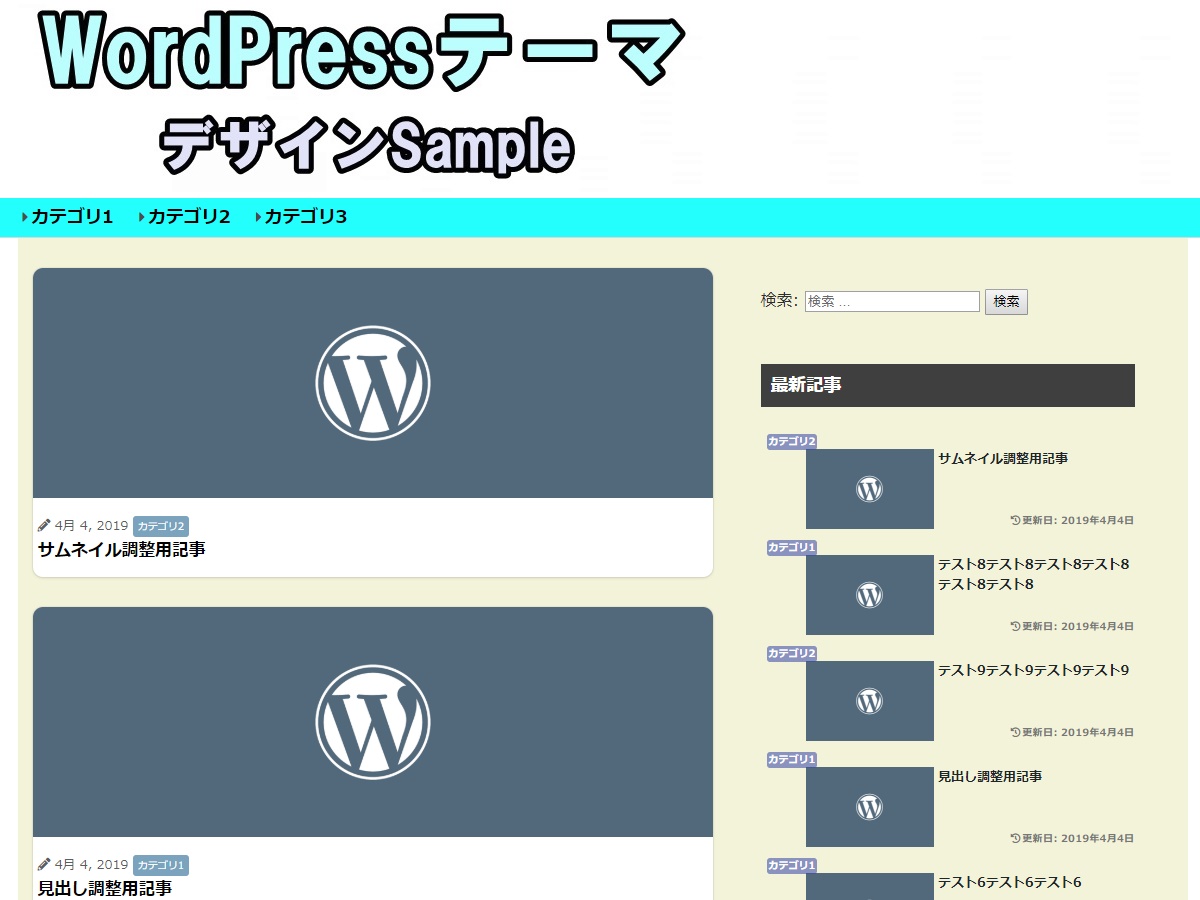 WordPressテーマ
デザインSample
カテゴリ1 カテゴリ2 カテゴリ3
4月 4, 2019 カテゴリ2
サムネイル調整用記事
4月 4, 2019 カテゴリ1
見出し調整用記事
検索: 検索 … 検索
最新記事
カテゴリ2
サムネイル調整用記事
更新日: 2019年4月4日
カテゴリ1
テスト8テスト8テスト8テスト8
テスト8テスト8
更新日: 2019年4月4日
カテゴリ2
テスト9テスト9テスト9テスト9
更新日: 2019年4月4日
カテゴリ1
見出し調整用記事
更新日: 2019年4月4日
カテゴリ1
テスト6テスト6テスト6